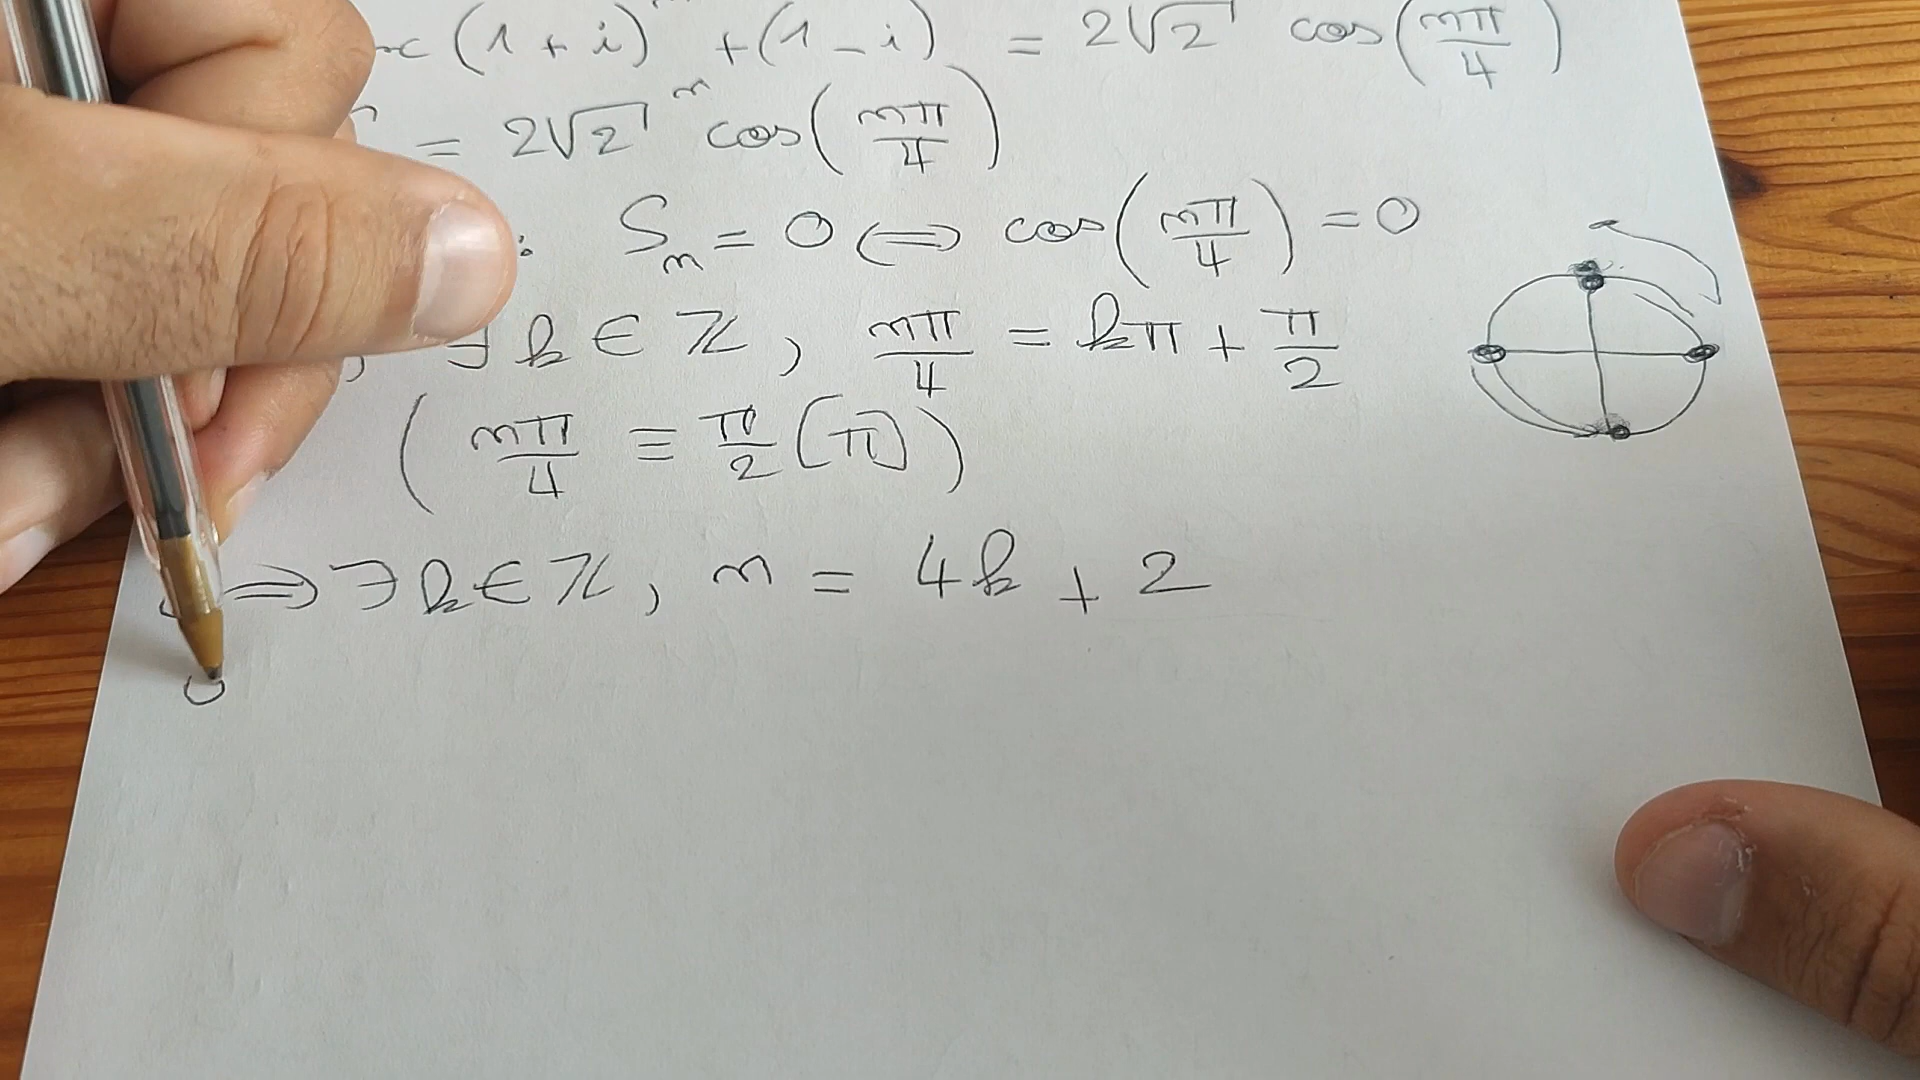 (1 + i)ⁿ + (1 - i) = 2√2 cos(nπ/4)
= 2√2ⁿ cos(nπ/4)
: Sₙ = 0 ⟺ cos(nπ/4) = 0
, ∃ k ∈ ℤ, nπ/4 = kπ + π/2
(nπ/4 ≡ π/2 [π])
⟹ ∃ k ∈ ℤ, n = 4k + 2